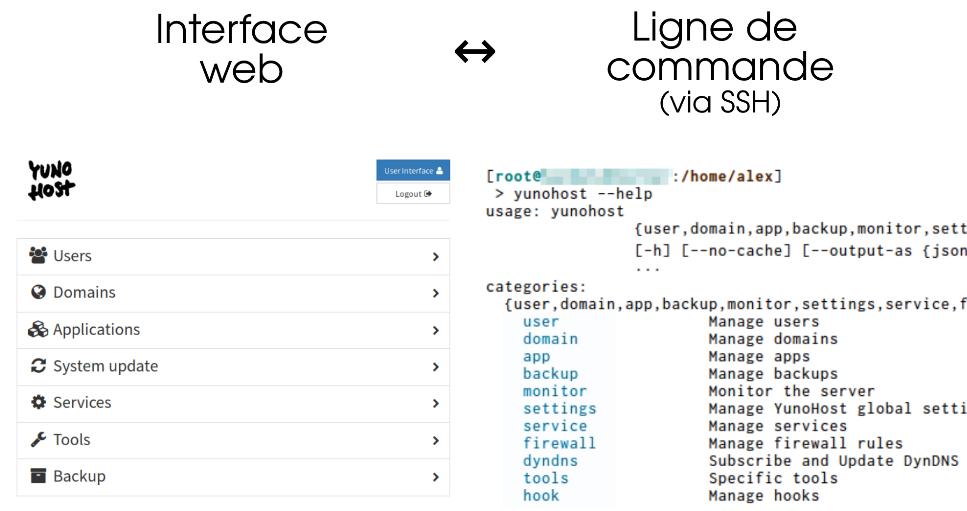 Interface
web
↔
Ligne de
commande
(via SSH)
YUNO
HOST
User Interface
Logout
Users
Domains
Applications
System update
Services
Tools
Backup
[root@ :/home/alex]
> yunohost --help
usage: yunohost
{user,domain,app,backup,monitor,sett
[-h] [--no-cache] [--output-as {json
...
categories:
{user,domain,app,backup,monitor,settings,service,f
user Manage users
domain Manage domains
app Manage apps
backup Manage backups
monitor Monitor the server
settings Manage YunoHost global setti
service Manage services
firewall Manage firewall rules
dyndns Subscribe and Update DynDNS
tools Specific tools
hook Manage hooks